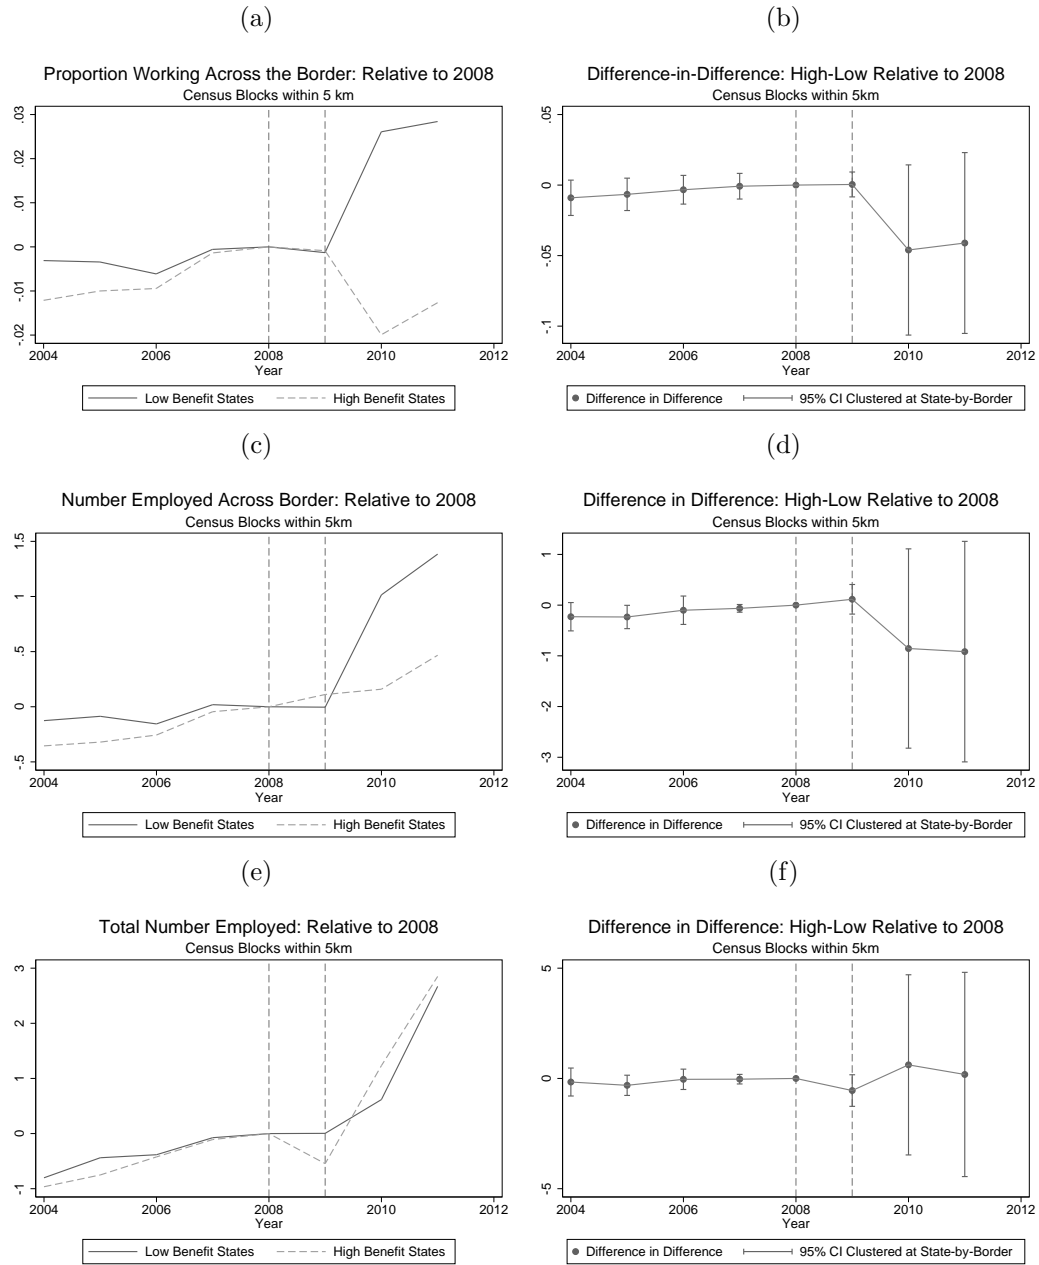 (a)
Proportion Working Across the Border: Relative to 2008
Census Blocks within 5 km
.03
.02
.01
0
-.01
-.02
2004 2006 2008 2010 2012
Year
Low Benefit States High Benefit States
(b)
Difference-in-Difference: High-Low Relative to 2008
Census Blocks within 5km
.05
0
-.05
-.1
2004 2006 2008 2010 2012
Year
Difference in Difference 95% CI Clustered at State-by-Border
(c)
Number Employed Across Border: Relative to 2008
Census Blocks within 5km
1.5
1
.5
0
-.5
2004 2006 2008 2010 2012
Year
Low Benefit States High Benefit States
(d)
Difference in Difference: High-Low Relative to 2008
Census Blocks within 5km
1
0
-1
-2
-3
2004 2006 2008 2010 2012
Year
Difference in Difference 95% CI Clustered at State-by-Border
(e)
Total Number Employed: Relative to 2008
Census Blocks within 5km
3
2
1
0
-1
2004 2006 2008 2010 2012
Year
Low Benefit States High Benefit States
(f)
Difference in Difference: High-Low Relative to 2008
Census Blocks within 5km
5
0
-5
2004 2006 2008 2010 2012
Year
Difference in Difference 95% CI Clustered at State-by-Border